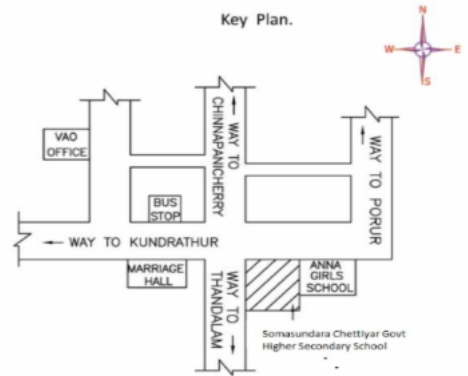 Key Plan.
N
W
E
S
VAO
OFFICE
WAY TO
CHINNAPANICHERRY
WAY TO PORUR
BUS
STOP
WAY TO KUNDRATHUR
MARRIAGE
HALL
WAY TO
THANDALAM
ANNA
GIRLS
SCHOOL
Somasundara Chettiyar Govt
Higher Secondary School